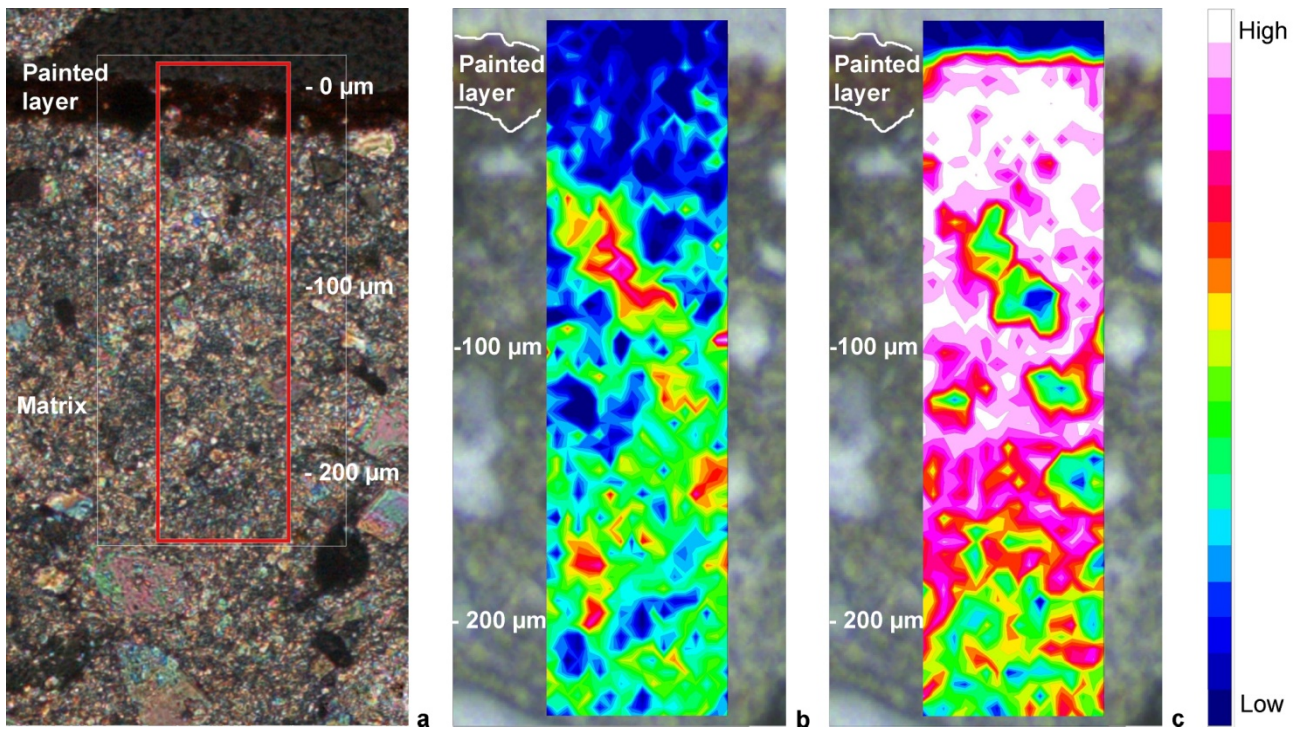 Painted
layer
- 0 µm
-100 µm
Matrix
- 200 µm
a
Painted
layer
-100 µm
- 200 µm
b
Painted
layer
-100 µm
- 200 µm
c
High
Low